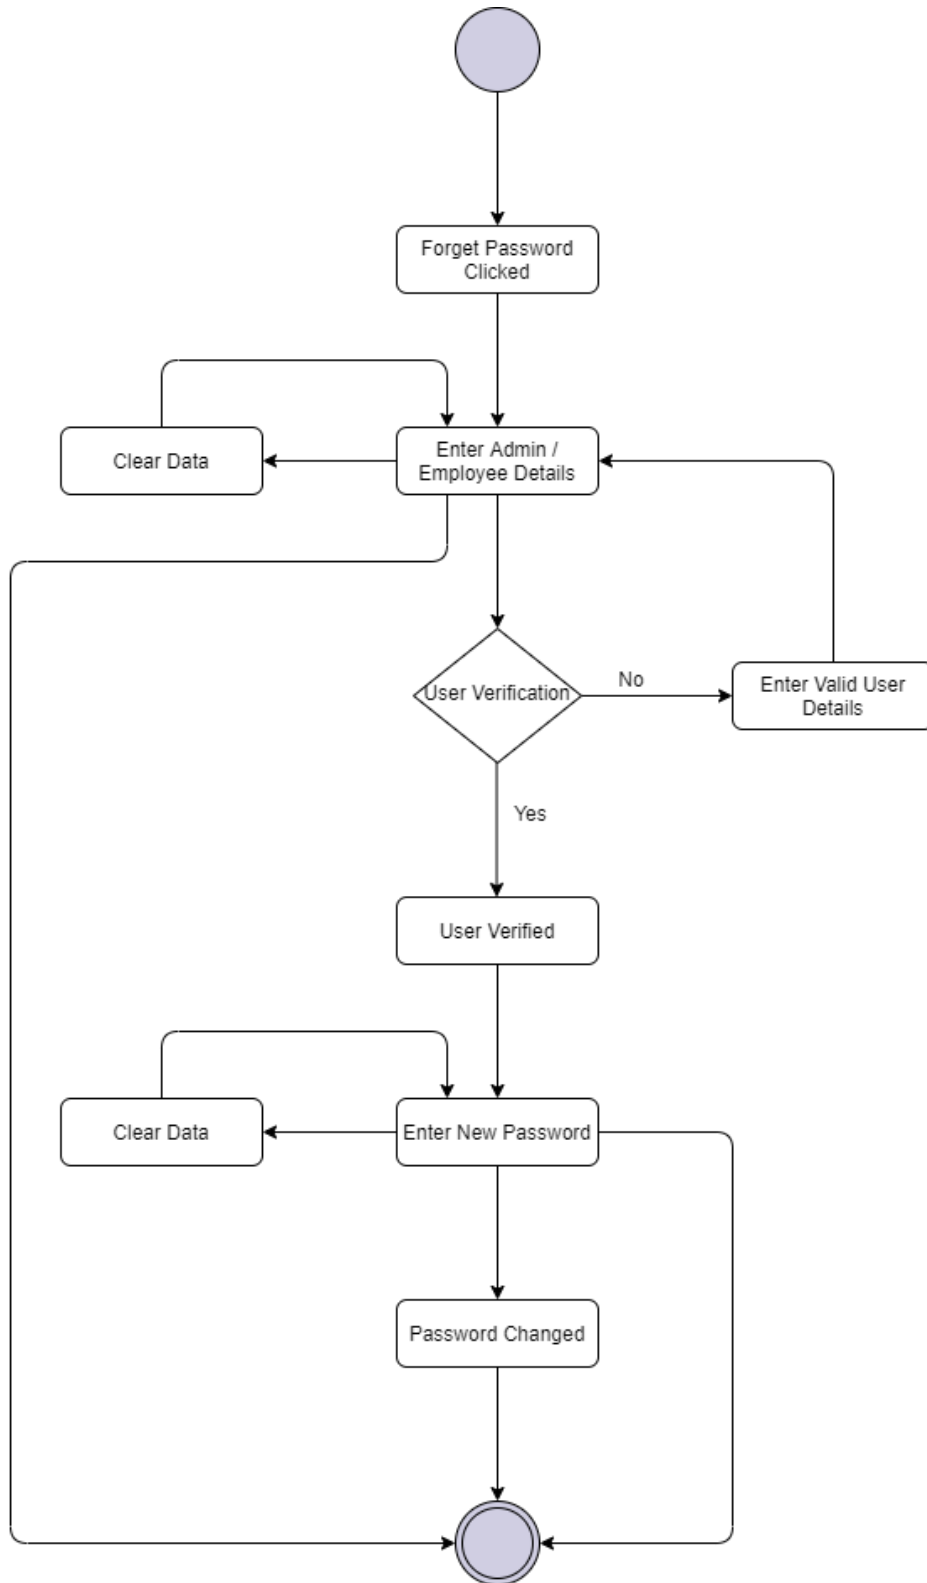 Forget Password
Clicked
Clear Data
Enter Admin /
Employee Details
User Verification
No
Enter Valid User
Details
Yes
User Verified
Clear Data
Enter New Password
Password Changed